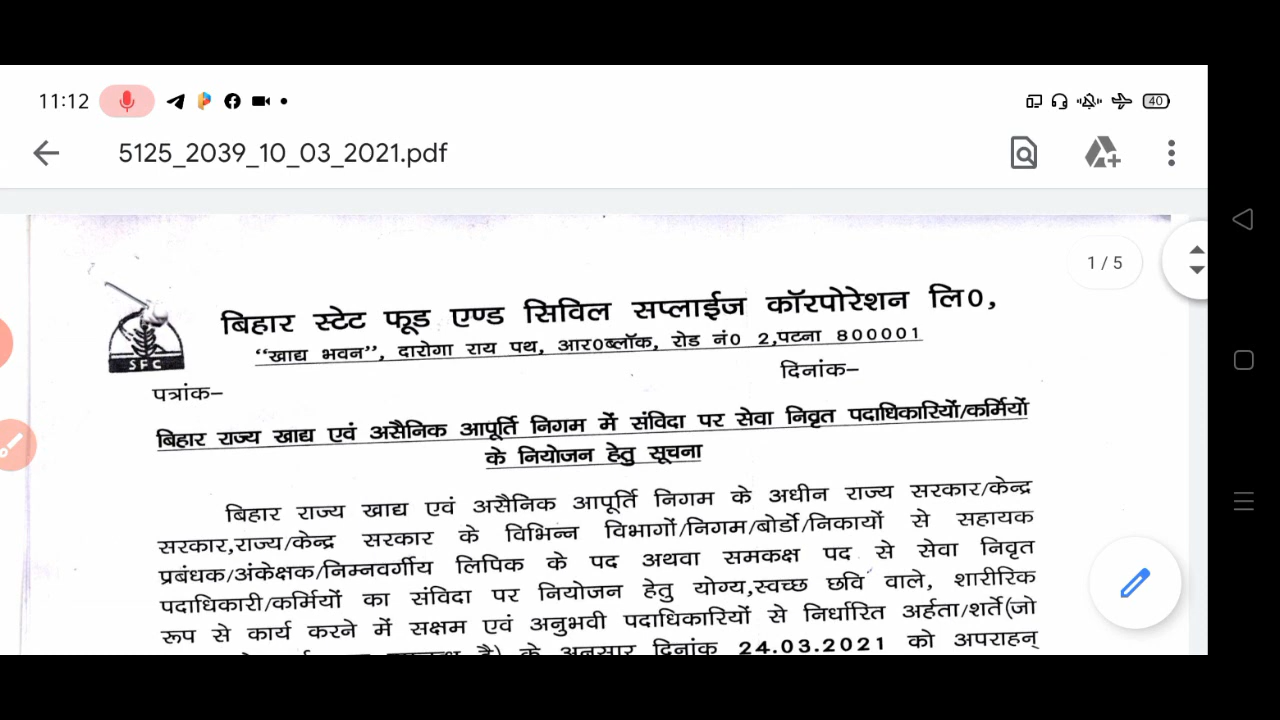 11:12
40
5125_2039_10_03_2021.pdf
1 / 5
बिहार स्टेट फूड एण्ड सिविल सप्लाईज कॉरपोरेशन लि0,
“खाद्य भवन”, दारोगा राय पथ, आर0ब्लॉक, रोड नं0 2,पटना 800001
SFC
दिनांक–
पत्रांक–
बिहार राज्य खाद्य एवं असैनिक आपूर्ति निगम में संविदा पर सेवा निवृत पदाधिकारियों/कर्मियों
के नियोजन हेतु सूचना
बिहार राज्य खाद्य एवं असैनिक आपूर्ति निगम के अधीन राज्य सरकार/केन्द्र
सरकार,राज्य/केन्द्र सरकार के विभिन्न विभागों/निगम/बोर्डो/निकायों से सहायक
प्रबंधक/अंकेक्षक/निम्नवर्गीय लिपिक के पद अथवा समकक्ष पद से सेवा निवृत
पदाधिकारी/कर्मियों का संविदा पर नियोजन हेतु योग्य,स्वच्छ छवि वाले, शारीरिक
रूप से कार्य करने में सक्षम एवं अनुभवी पदाधिकारियों से निर्धारित अर्हता/शर्ते(जो
है) के अनुसार दिनांक 24.03.2021 को अपराहन्